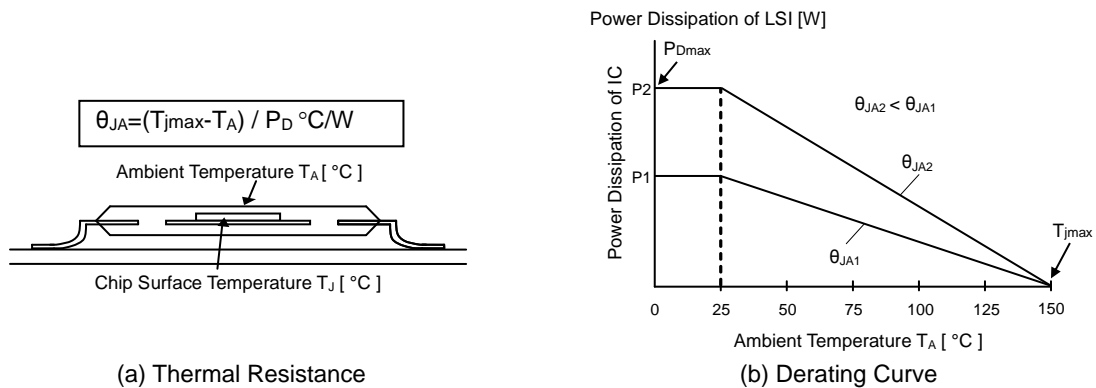 θJA=(Tjmax-TA) / PD °C/W
Ambient Temperature TA [ °C ]
Chip Surface Temperature TJ [ °C ]
(a) Thermal Resistance
Power Dissipation of LSI [W]
PDmax
P2
θJA2 < θJA1
Power Dissipation of IC
θJA2
P1
Tjmax
θJA1
0 25 50 75 100 125 150
Ambient Temperature TA [ °C ]
(b) Derating Curve